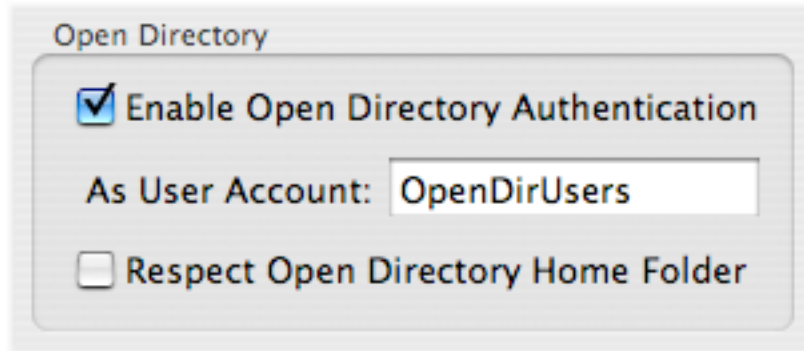 Open Directory
Enable Open Directory Authentication
As User Account: OpenDirUsers
Respect Open Directory Home Folder